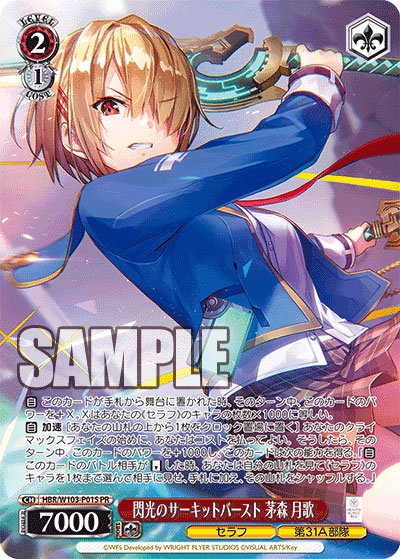 LEVEL
2
1
COST
SAMPLE
自 このカードが手札から舞台に置かれた時、そのターン中、このカードのパ
ワーを+X。Xはあなたの《セラフ》のキャラの枚数×1000に等しい。
自 加速 [あなたの山札の上から1枚をクロック置場に置く] あなたのクライ
マックスフェイズの始めに、あなたはコストを払ってよい。そうしたら、そのター
ン中、このカードのパワーを+1000し、このカードは次の能力を得る。『自
このカードのバトル相手が した時、あなたは自分の山札を見て《セラフ》の
キャラを1枚まで選んで相手に見せ、手札に加え、その山札をシャッフルする。』
CH HBR/W103-P01S PR
POWER
7000
SOUL
閃光のサーキットバースト 茅森 月歌
セラフ
第31A部隊
©WFS Developed by WRIGHT FLYER STUDIOS ©VISUAL ARTS/Key